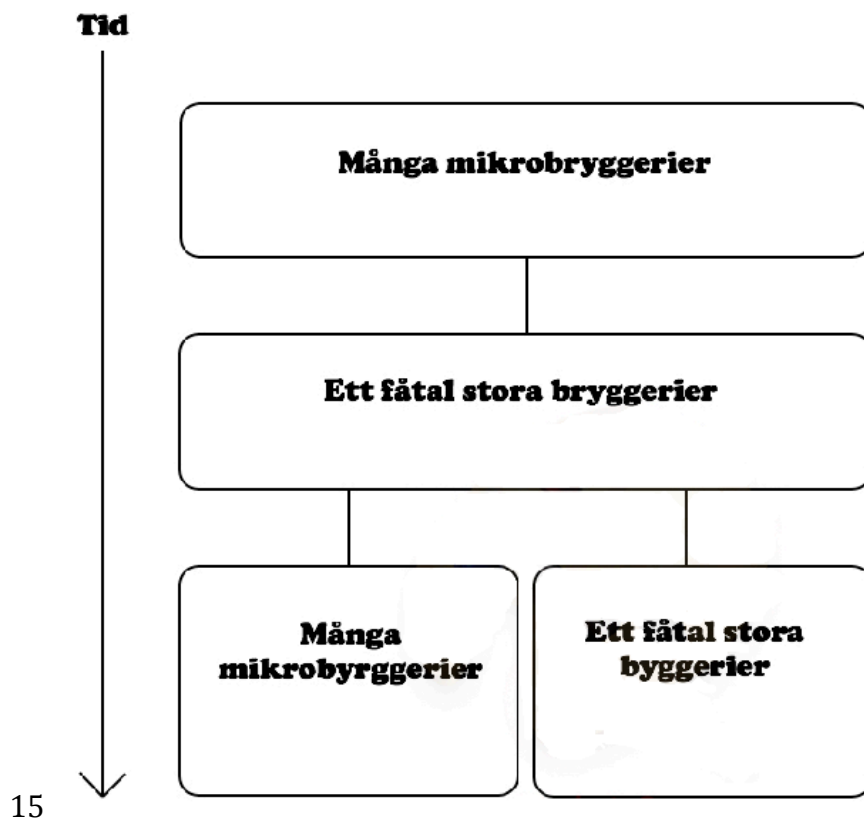 Tid
Många mikrobryggerier
Ett fåtal stora bryggerier
Många
mikrobyrggerier
Ett fåtal stora
byggerier
15